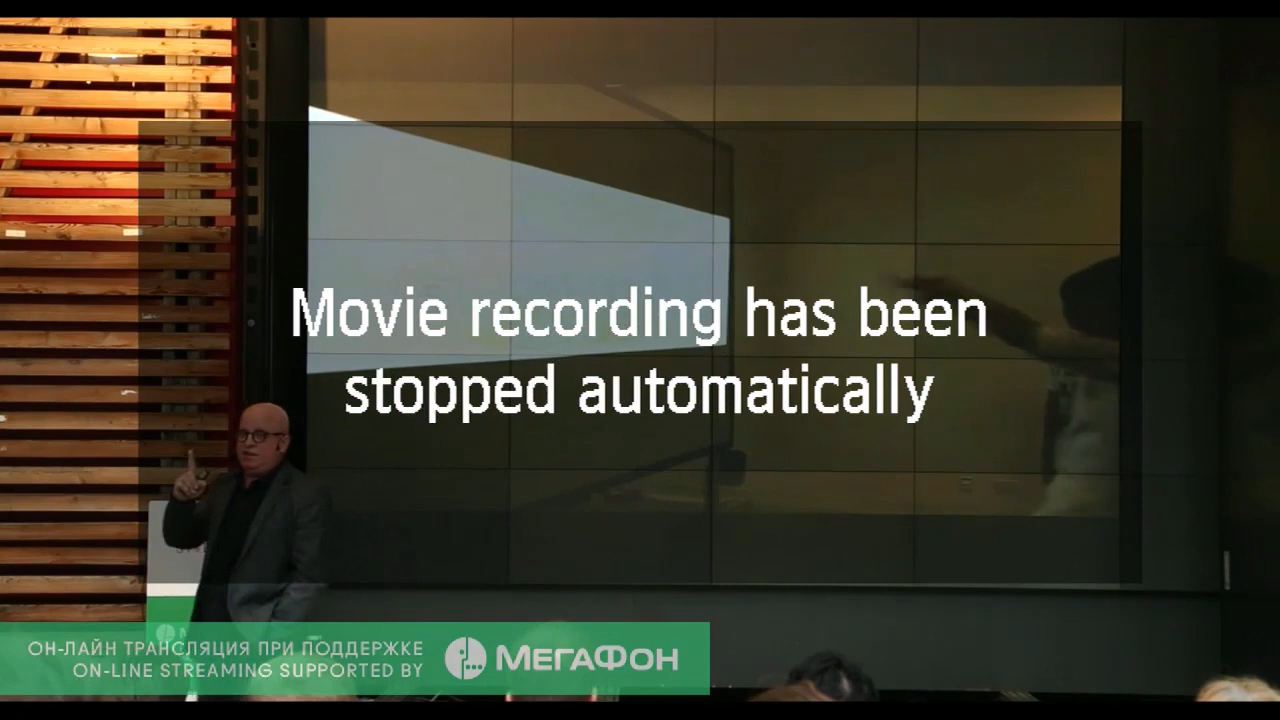 Movie recording has been
stopped automatically
ОН-ЛАЙН ТРАНСЛЯЦИЯ ПРИ ПОДДЕРЖКЕ
ON-LINE STREAMING SUPPORTED BY
МЕГАФОН